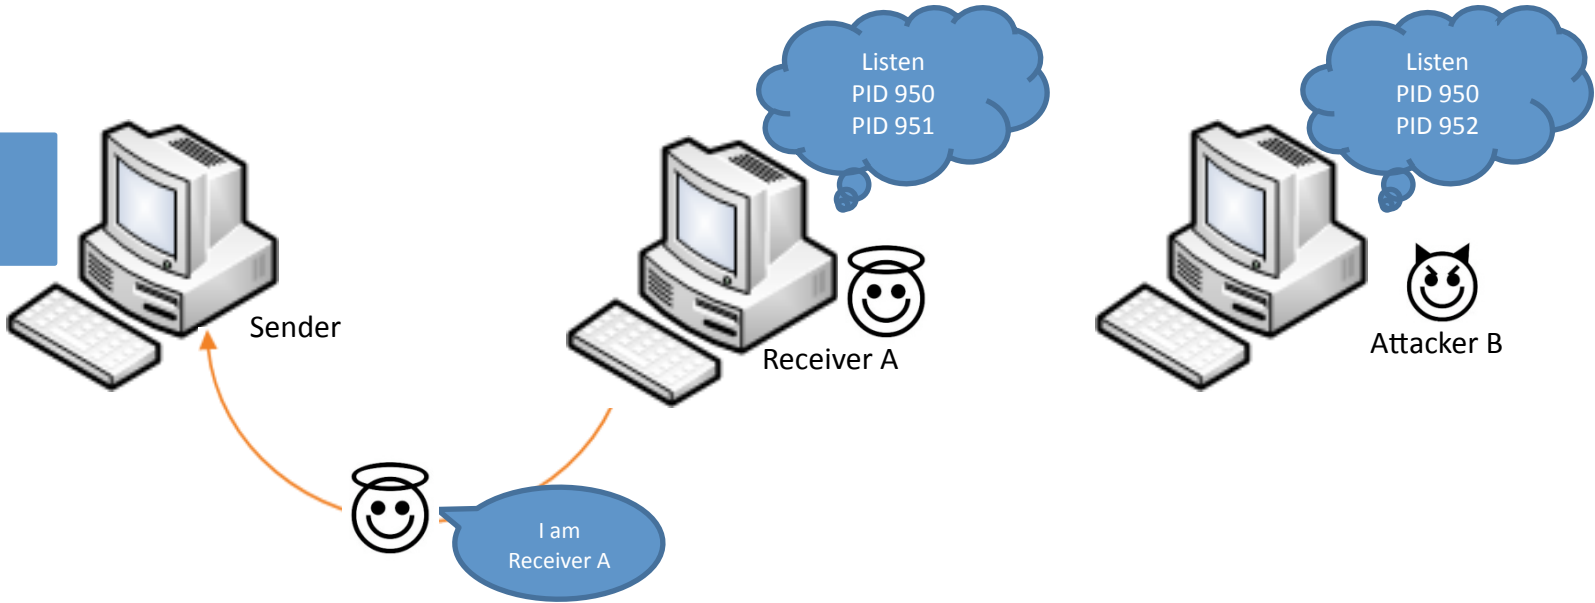 Listen
PID 950
PID 951
Listen
PID 950
PID 952
Sender
Receiver A
Attacker B
I am
Receiver A